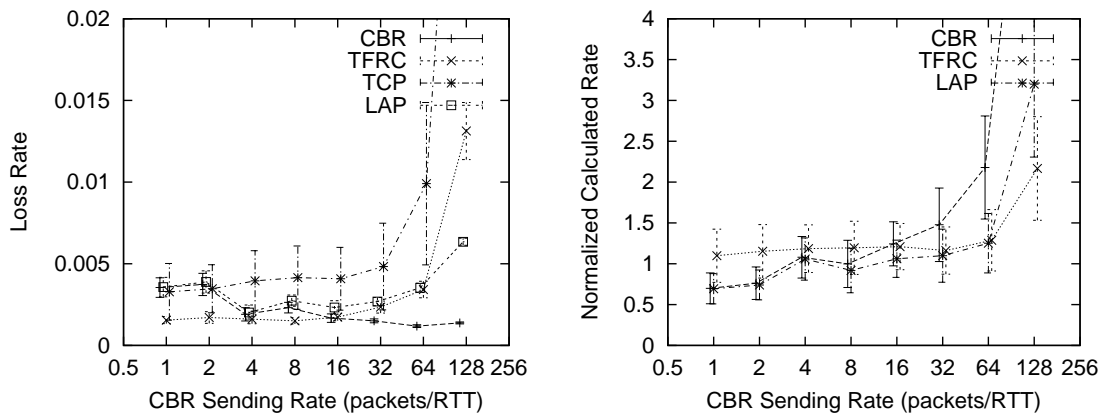 Loss Rate
0.02
0.015
0.01
0.005
0
0.5 1 2 4 8 16 32 64 128 256
CBR Sending Rate (packets/RTT)
CBR
TFRC
TCP
LAP
Normalized Calculated Rate
4
3.5
3
2.5
2
1.5
1
0.5
0
0.5 1 2 4 8 16 32 64 128 256
CBR Sending Rate (packets/RTT)
CBR
TFRC
LAP